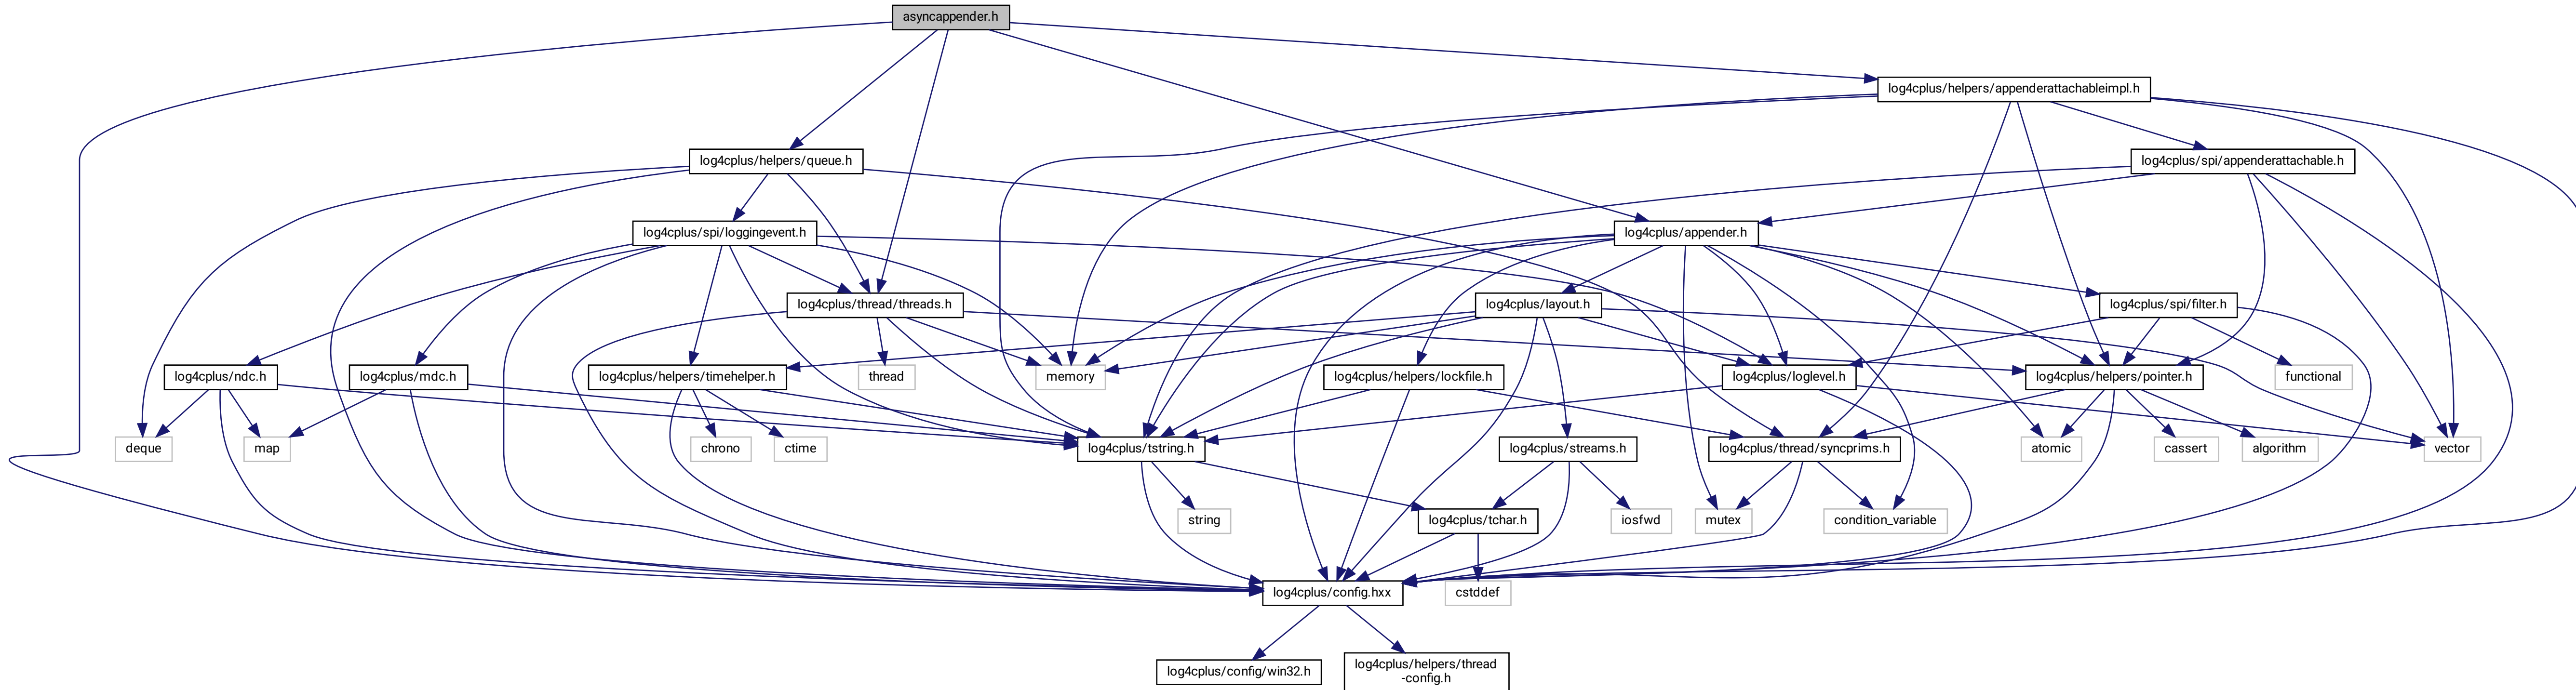 asyncappender.h
log4cplus/helpers/appenderattachableimpl.h
log4cplus/helpers/queue.h
log4cplus/spi/appenderattachable.h
log4cplus/spi/loggingevent.h
log4cplus/appender.h
log4cplus/thread/threads.h
log4cplus/layout.h
log4cplus/spi/filter.h
log4cplus/ndc.h
log4cplus/mdc.h
log4cplus/helpers/timehelper.h
thread
memory
log4cplus/helpers/lockfile.h
log4cplus/loglevel.h
log4cplus/helpers/pointer.h
functional
deque
map
chrono
ctime
log4cplus/tstring.h
log4cplus/streams.h
log4cplus/thread/syncprims.h
atomic
cassert
algorithm
vector
string
log4cplus/tchar.h
iosfwd
mutex
condition_variable
log4cplus/config.hxx
cstddef
log4cplus/config/win32.h
log4cplus/helpers/thread
-config.h